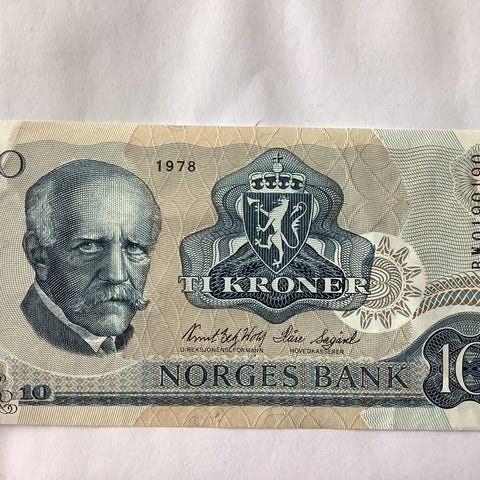 1978
TI KRONER
DIREKSJONENS FORMANN HOVEDKASSERER
NORGES BANK
10
10